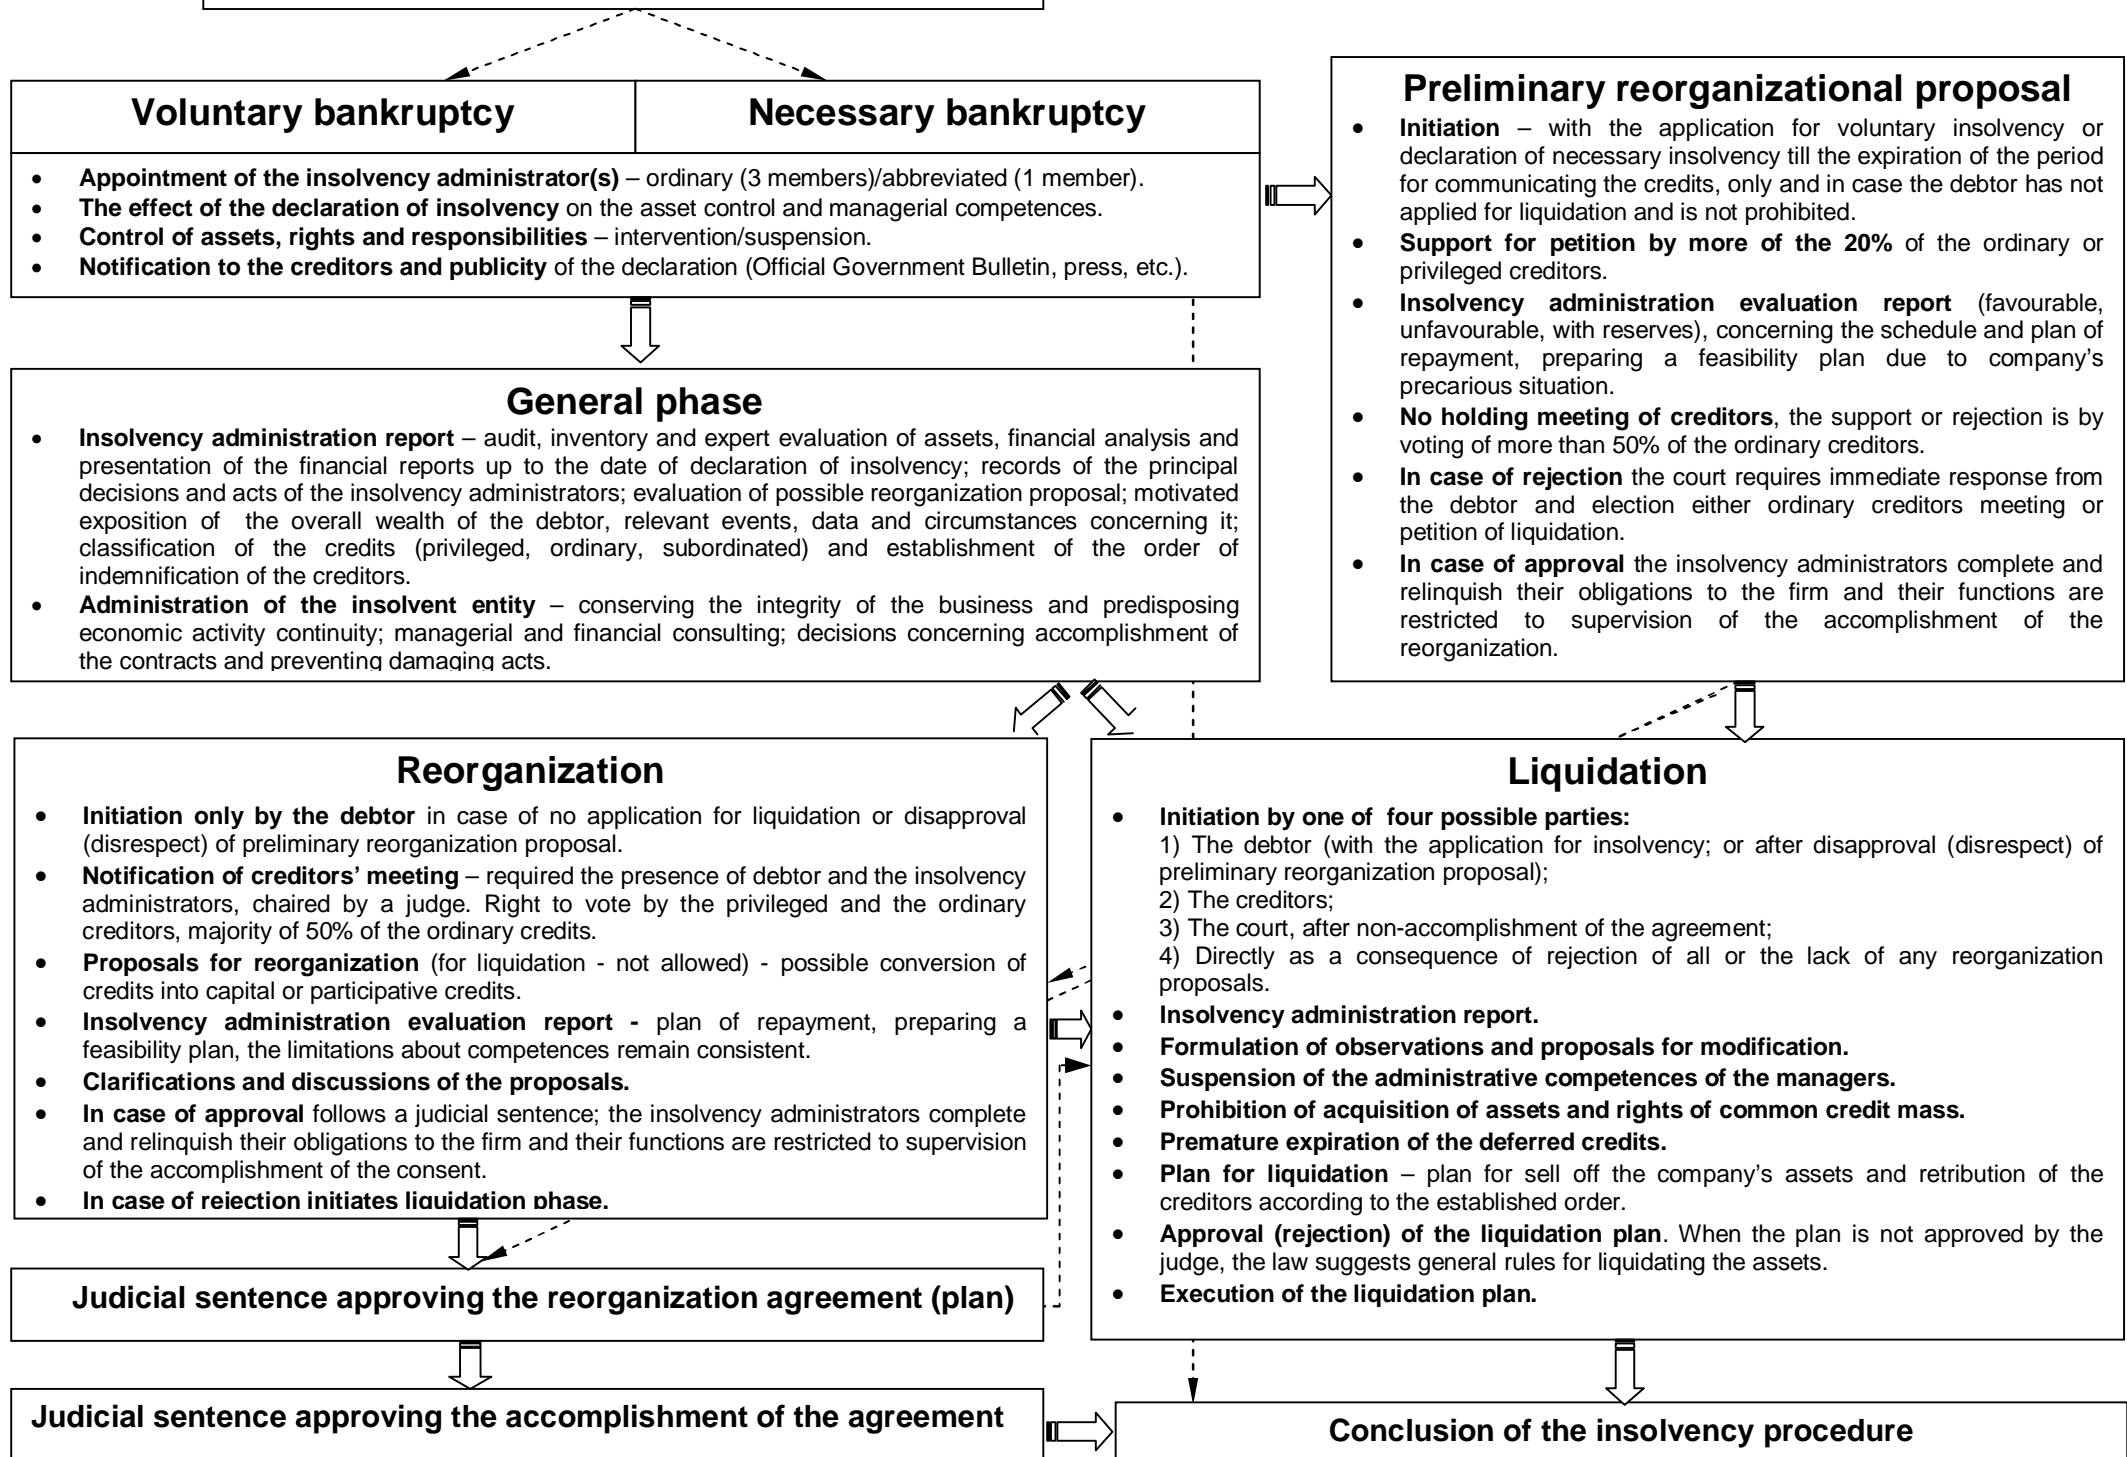 Voluntary bankruptcy
Necessary bankruptcy
• Appointment of the insolvency administrator(s) – ordinary (3 members)/abbreviated (1 member).
• The effect of the declaration of insolvency on the asset control and managerial competences.
• Control of assets, rights and responsibilities – intervention/suspension.
• Notification to the creditors and publicity of the declaration (Official Government Bulletin, press, etc.).
Preliminary reorganizational proposal
• Initiation – with the application for voluntary insolvency or
declaration of necessary insolvency till the expiration of the period
for communicating the credits, only and in case the debtor has not
applied for liquidation and is not prohibited.
• Support for petition by more of the 20% of the ordinary or
privileged creditors.
• Insolvency administration evaluation report (favourable,
unfavourable, with reserves), concerning the schedule and plan of
repayment, preparing a feasibility plan due to company's
precarious situation.
• No holding meeting of creditors, the support or rejection is by
voting of more than 50% of the ordinary creditors.
• In case of rejection the court requires immediate response from
the debtor and election either ordinary creditors meeting or
petition of liquidation.
• In case of approval the insolvency administrators complete and
relinquish their obligations to the firm and their functions are
restricted to supervision of the accomplishment of the
reorganization.
General phase
• Insolvency administration report – audit, inventory and expert evaluation of assets, financial analysis and
presentation of the financial reports up to the date of declaration of insolvency; records of the principal
decisions and acts of the insolvency administrators; evaluation of possible reorganization proposal; motivated
exposition of the overall wealth of the debtor, relevant events, data and circumstances concerning it;
classification of the credits (privileged, ordinary, subordinated) and establishment of the order of
indemnification of the creditors.
• Administration of the insolvent entity – conserving the integrity of the business and predisposing
economic activity continuity; managerial and financial consulting; decisions concerning accomplishment of
the contracts and preventing damaging acts.
Reorganization
• Initiation only by the debtor in case of no application for liquidation or disapproval
(disrespect) of preliminary reorganization proposal.
• Notification of creditors' meeting – required the presence of debtor and the insolvency
administrators, chaired by a judge. Right to vote by the privileged and the ordinary
creditors, majority of 50% of the ordinary credits.
• Proposals for reorganization (for liquidation - not allowed) - possible conversion of
credits into capital or participative credits.
• Insolvency administration evaluation report - plan of repayment, preparing a
feasibility plan, the limitations about competences remain consistent.
• Clarifications and discussions of the proposals.
• In case of approval follows a judicial sentence; the insolvency administrators complete
and relinquish their obligations to the firm and their functions are restricted to supervision
of the accomplishment of the consent.
• In case of rejection initiates liquidation phase.
Liquidation
• Initiation by one of four possible parties:
1) The debtor (with the application for insolvency; or after disapproval (disrespect) of
preliminary reorganization proposal);
2) The creditors;
3) The court, after non-accomplishment of the agreement;
4) Directly as a consequence of rejection of all or the lack of any reorganization
proposals.
• Insolvency administration report.
• Formulation of observations and proposals for modification.
• Suspension of the administrative competences of the managers.
• Prohibition of acquisition of assets and rights of common credit mass.
• Premature expiration of the deferred credits.
• Plan for liquidation – plan for sell off the company's assets and retribution of the
creditors according to the established order.
• Approval (rejection) of the liquidation plan. When the plan is not approved by the
judge, the law suggests general rules for liquidating the assets.
• Execution of the liquidation plan.
Judicial sentence approving the reorganization agreement (plan)
Judicial sentence approving the accomplishment of the agreement
Conclusion of the insolvency procedure